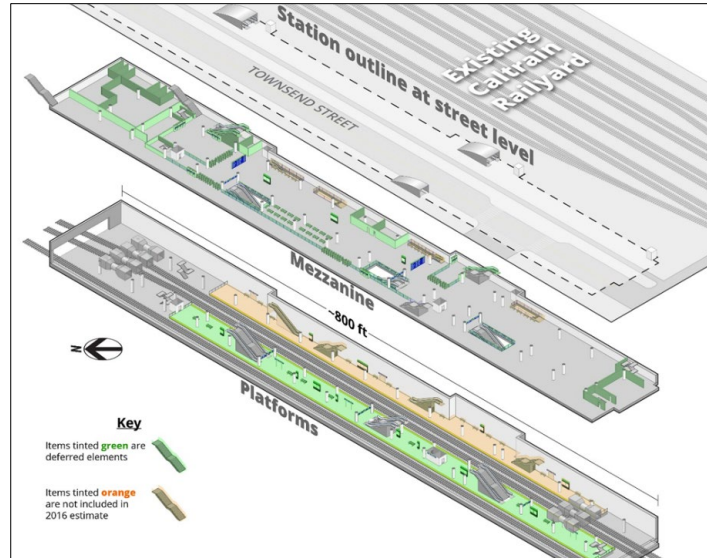 Station outline at street level
Existing
Caltrain
Railyard
TOWNSEND STREET
Mezzanine
~800 ft
Platforms
N
Key
Items tinted green are
deferred elements
Items tinted orange
are not included in
2016 estimate